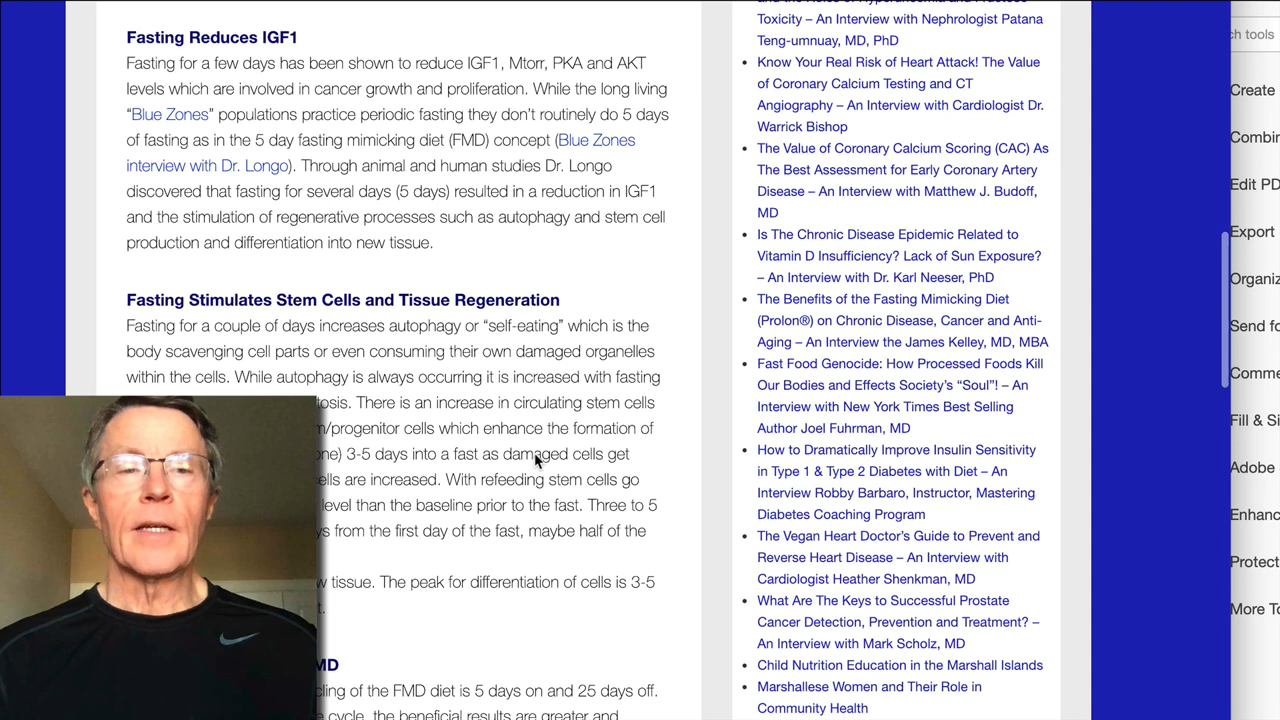 Fasting Reduces IGF1
Fasting for a few days has been shown to reduce IGF1, Mtorr, PKA and AKT
levels which are involved in cancer growth and proliferation. While the long living
“Blue Zones” populations practice periodic fasting they don’t routinely do 5 days
of fasting as in the 5 day fasting mimicking diet (FMD) concept (Blue Zones
interview with Dr. Longo). Through animal and human studies Dr. Longo
discovered that fasting for several days (5 days) resulted in a reduction in IGF1
and the stimulation of regenerative processes such as autophagy and stem cell
production and differentiation into new tissue.
Fasting Stimulates Stem Cells and Tissue Regeneration
Fasting for a couple of days increases autophagy or “self-eating” which is the
body scavenging cell parts or even consuming their own damaged organelles
within the cells. While autophagy is always occurring it is increased with fasting
tosis. There is an increase in circulating stem cells
m/progenitor cells which enhance the formation of
one) 3-5 days into a fast as damaged cells get
ells are increased. With refeeding stem cells go
level than the baseline prior to the fast. Three to 5
ys from the first day of the fast, maybe half of the
w tissue. The peak for differentiation of cells is 3-5
t.
MD
cling of the FMD diet is 5 days on and 25 days off.
cycle, the beneficial results are greater and
Toxicity – An Interview with Nephrologist Patana
Teng-umnuay, MD, PhD
• Know Your Real Risk of Heart Attack! The Value
of Coronary Calcium Testing and CT
Angiography – An Interview with Cardiologist Dr.
Warrick Bishop
• The Value of Coronary Calcium Scoring (CAC) As
The Best Assessment for Early Coronary Artery
Disease – An Interview with Matthew J. Budoff,
MD
• Is The Chronic Disease Epidemic Related to
Vitamin D Insufficiency? Lack of Sun Exposure?
– An Interview with Dr. Karl Neeser, PhD
• The Benefits of the Fasting Mimicking Diet
(Prolon®) on Chronic Disease, Cancer and Anti-
Aging – An Interview the James Kelley, MD, MBA
• Fast Food Genocide: How Processed Foods Kill
Our Bodies and Effects Society’s “Soul”! – An
Interview with New York Times Best Selling
Author Joel Fuhrman, MD
• How to Dramatically Improve Insulin Sensitivity
in Type 1 & Type 2 Diabetes with Diet – An
Interview Robby Barbaro, Instructor, Mastering
Diabetes Coaching Program
• The Vegan Heart Doctor’s Guide to Prevent and
Reverse Heart Disease – An Interview with
Cardiologist Heather Shenkman, MD
• What Are The Keys to Successful Prostate
Cancer Detection, Prevention and Treatment? –
An Interview with Mark Scholz, MD
• Child Nutrition Education in the Marshall Islands
• Marshallese Women and Their Role in
Community Health
ch tools
Create
Combin
Edit PD
Export
Organiz
Send fo
Comme
Fill & Si
Adobe
Enhanc
Protect
More To